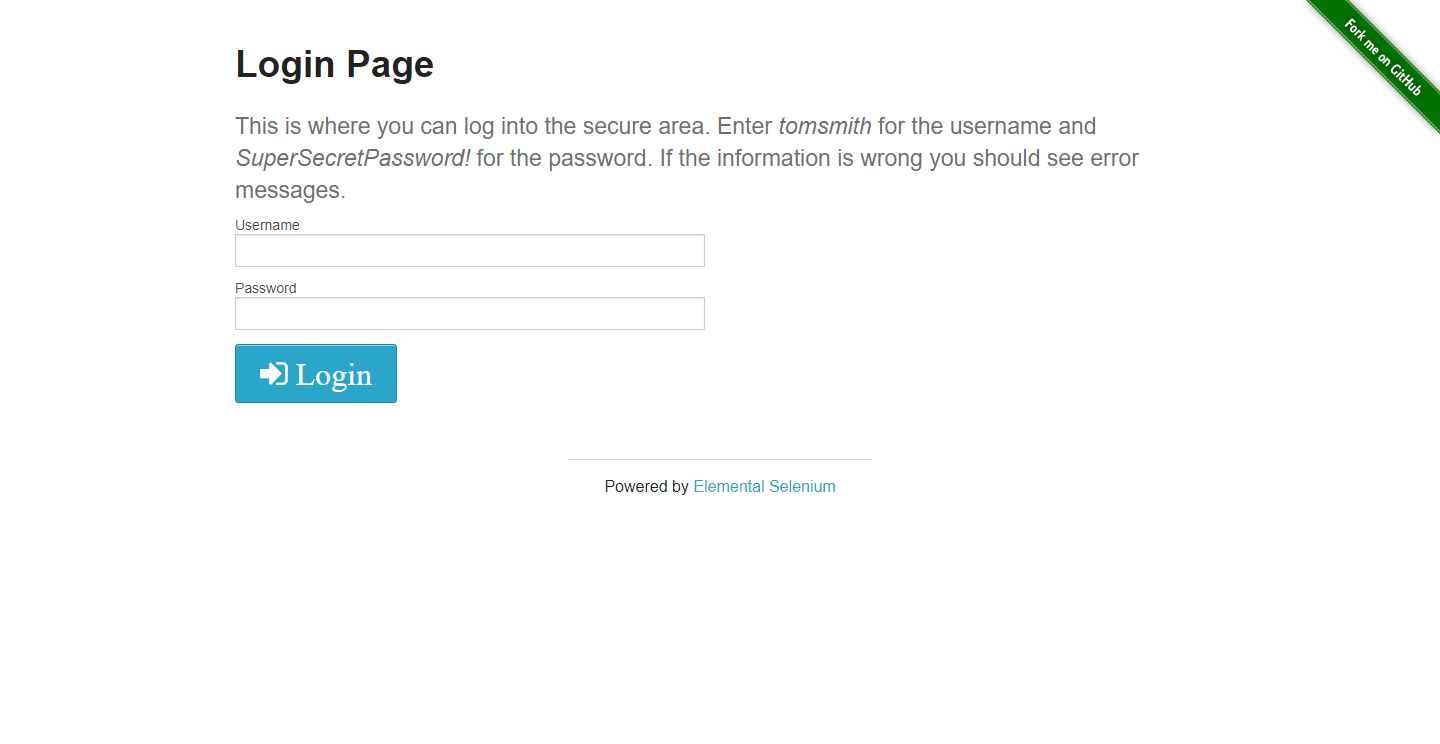 Fork me on GitHub
Login Page
This is where you can log into the secure area. Enter tomsmith for the username and
SuperSecretPassword! for the password. If the information is wrong you should see error
messages.
Username
Password
Login
Powered by Elemental Selenium